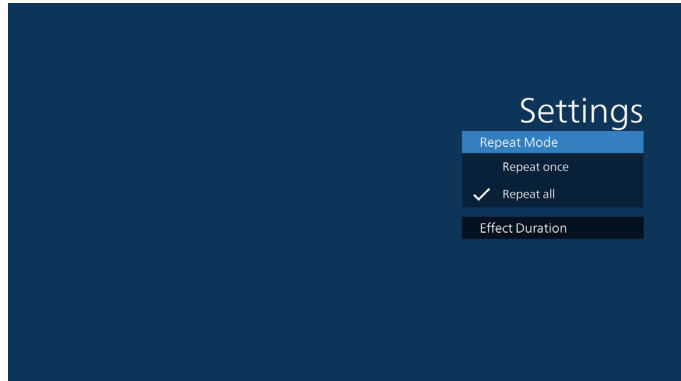 Settings
Repeat Mode
Repeat once
Repeat all
Effect Duration